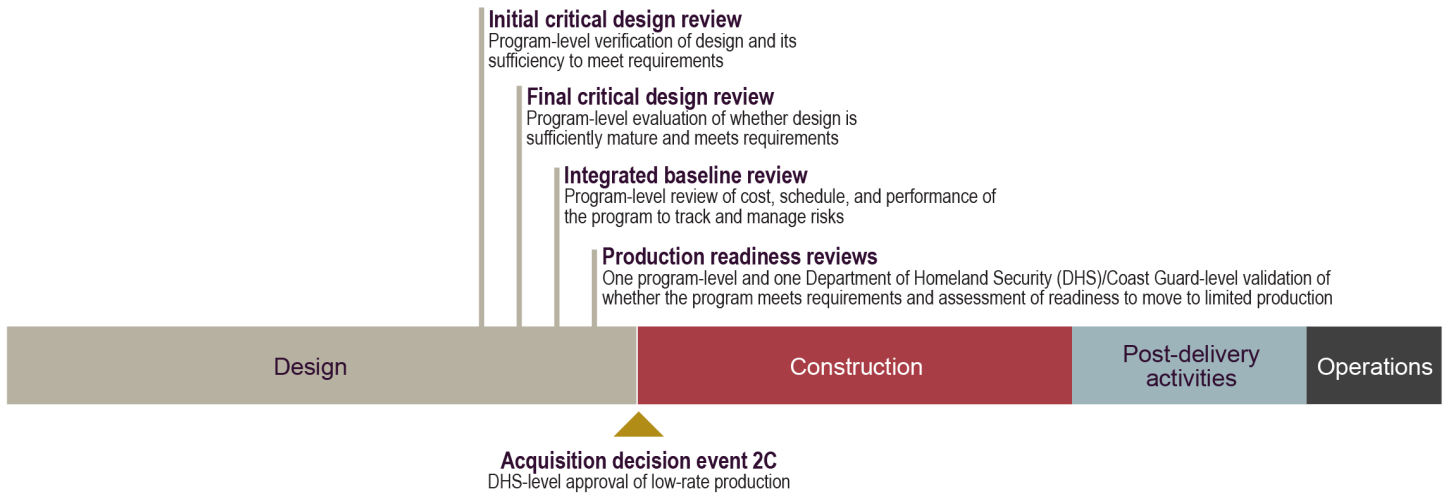 Initial critical design review
Program-level verification of design and its
sufficiency to meet requirements
Final critical design review
Program-level evaluation of whether design is
sufficiently mature and meets requirements
Integrated baseline review
Program-level review of cost, schedule, and performance of
the program to track and manage risks
Production readiness reviews
One program-level and one Department of Homeland Security (DHS)/Coast Guard-level validation of
whether the program meets requirements and assessment of readiness to move to limited production
Design
Construction
Post-delivery
activities
Operations
Acquisition decision event 2C
DHS-level approval of low-rate production